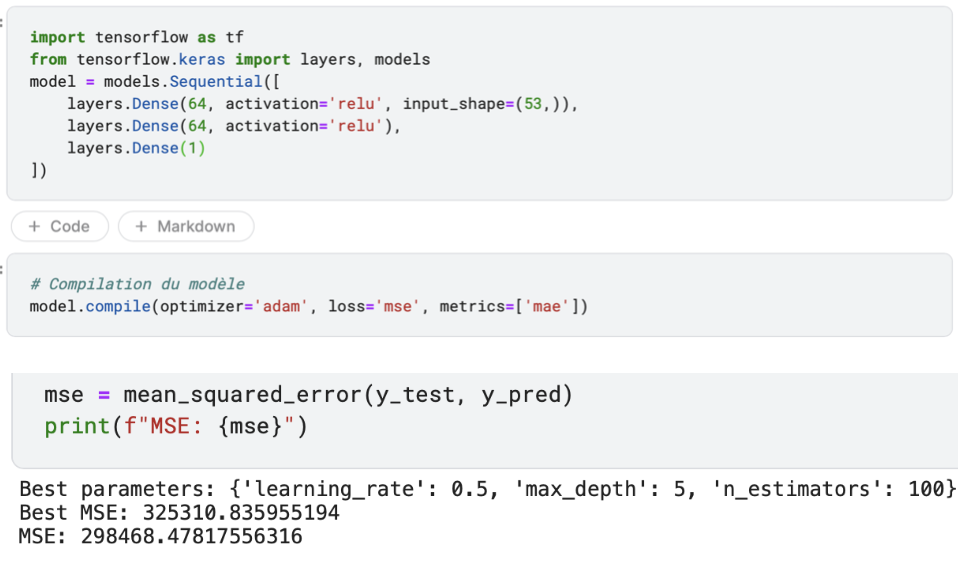 import tensorflow as tf
from tensorflow.keras import layers, models
model = models.Sequential([
    layers.Dense(64, activation='relu', input_shape=(53,)),
    layers.Dense(64, activation='relu'),
    layers.Dense(1)
])
+ Code + Markdown
# Compilation du modèle
model.compile(optimizer='adam', loss='mse', metrics=['mae'])
mse = mean_squared_error(y_test, y_pred)
print(f"MSE: {mse}")
Best parameters: {'learning_rate': 0.5, 'max_depth': 5, 'n_estimators': 100}
Best MSE: 325310.835955194
MSE: 298468.47817556316